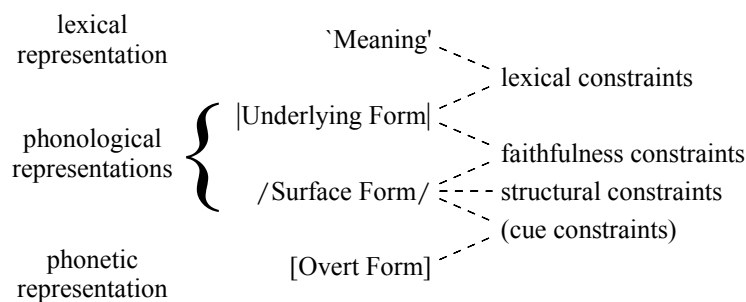 lexical
representation
`Meaning'
lexical constraints
|Underlying Form|
phonological
representations
faithfulness constraints
/Surface Form/
structural constraints
(cue constraints)
[Overt Form]
phonetic
representation